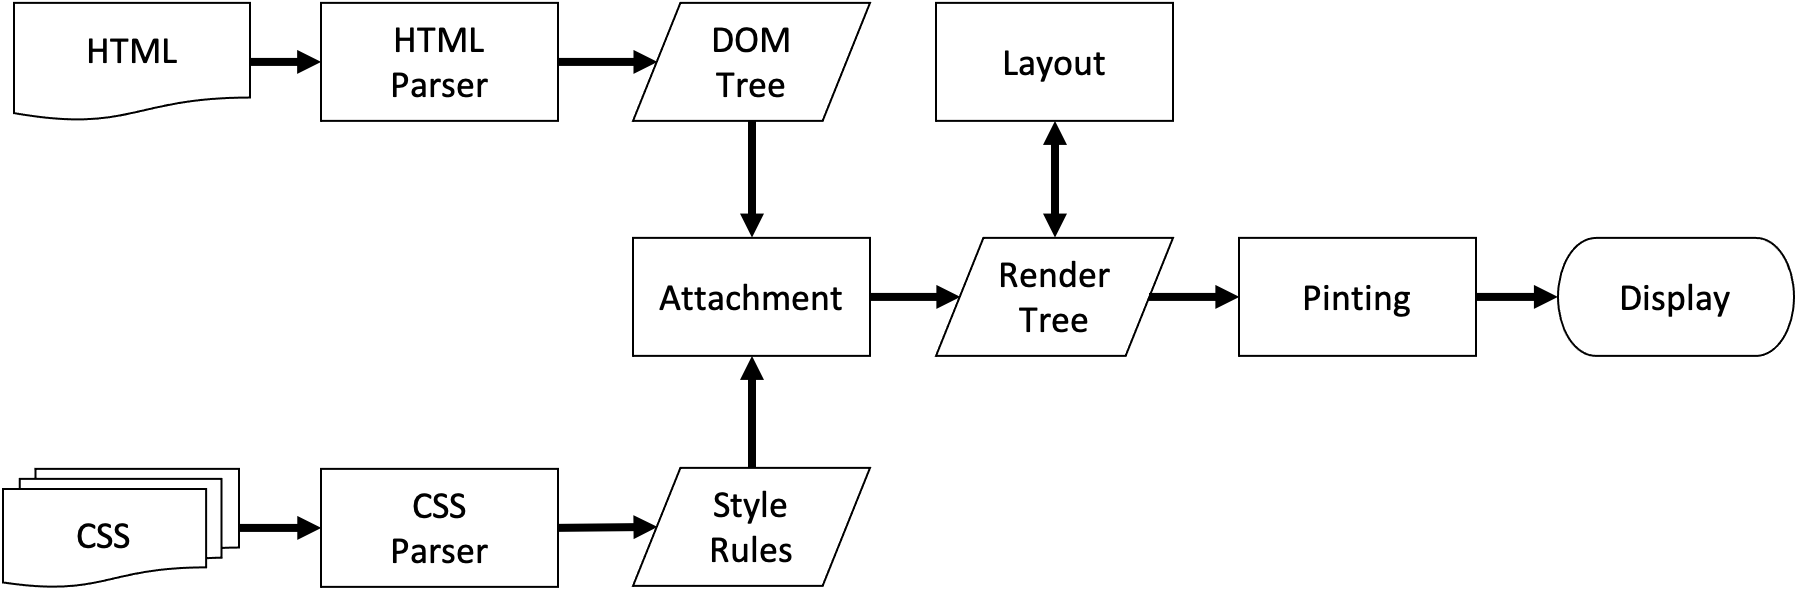 HTML
HTML
Parser
DOM
Tree
Layout
Attachment
Render
Tree
Pinting
Display
CSS
CSS
Parser
Style
Rules